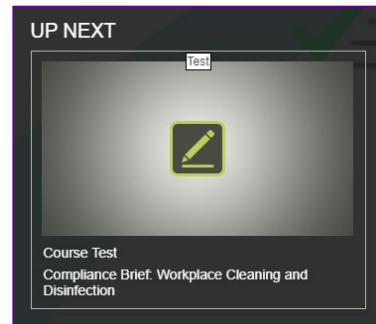 UP NEXT
Test
Course Test
Compliance Brief: Workplace Cleaning and
Disinfection